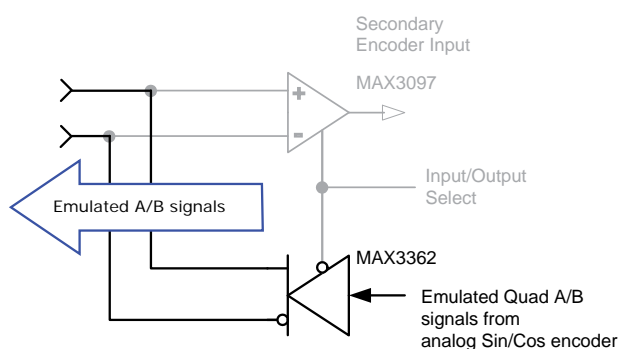 Secondary
Encoder Input
MAX3097
+
-
Input/Output
Select
Emulated A/B signals
MAX3362
Emulated Quad A/B
signals from
analog Sin/Cos encoder